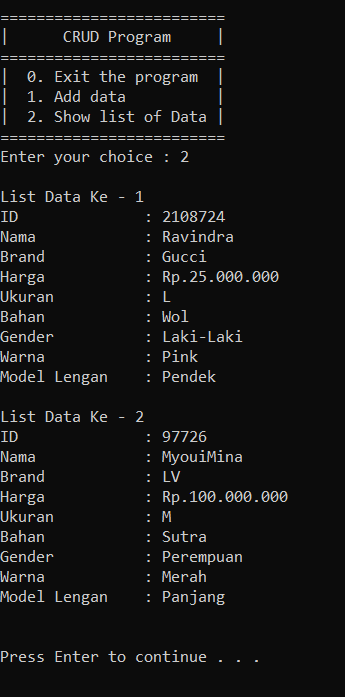 =========================
|      CRUD Program     |
=========================
|  0. Exit the program  |
|  1. Add data          |
|  2. Show list of Data |
=========================
Enter your choice : 2

List Data Ke - 1
ID              : 2108724
Nama            : Ravindra
Brand           : Gucci
Harga           : Rp.25.000.000
Ukuran          : L
Bahan           : Wol
Gender          : Laki-Laki
Warna           : Pink
Model Lengan    : Pendek

List Data Ke - 2
ID              : 97726
Nama            : MyouiMina
Brand           : LV
Harga           : Rp.100.000.000
Ukuran          : M
Bahan           : Sutra
Gender          : Perempuan
Warna           : Merah
Model Lengan    : Panjang

Press Enter to continue . . .